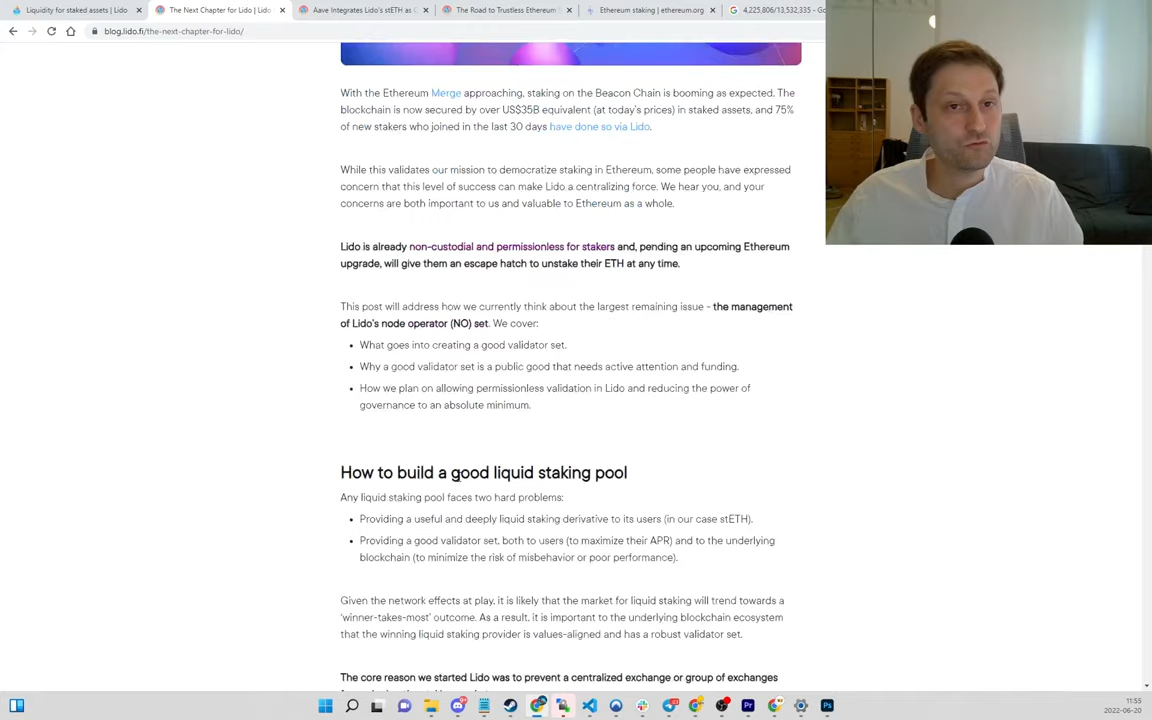 Liquidity for staked assets | Lido
The Next Chapter for Lido | Lido
Aave Integrates Lido's stETH as C
The Road to Trustless Ethereum S
Ethereum staking | ethereum.org
4,225,806/13,532,335 - Go
blog.lido.fi/the-next-chapter-for-lido/
With the Ethereum Merge approaching, staking on the Beacon Chain is booming as expected. The
blockchain is now secured by over US$35B equivalent (at today's prices) in staked assets, and 75%
of new stakers who joined in the last 30 days have done so via Lido.
While this validates our mission to democratize staking in Ethereum, some people have expressed
concern that this level of success can make Lido a centralizing force. We hear you, and your
concerns are both important to us and valuable to Ethereum as a whole.
Lido is already non-custodial and permissionless for stakers and, pending an upcoming Ethereum
upgrade, will give them an escape hatch to unstake their ETH at any time.
This post will address how we currently think about the largest remaining issue - the management
of Lido's node operator (NO) set. We cover:
• What goes into creating a good validator set.
• Why a good validator set is a public good that needs active attention and funding.
• How we plan on allowing permissionless validation in Lido and reducing the power of
governance to an absolute minimum.
How to build a good liquid staking pool
Any liquid staking pool faces two hard problems:
• Providing a useful and deeply liquid staking derivative to its users (in our case stETH).
• Providing a good validator set, both to users (to maximize their APR) and to the underlying
blockchain (to minimize the risk of misbehavior or poor performance).
Given the network effects at play, it is likely that the market for liquid staking will trend towards a
'winner-takes-most' outcome. As a result, it is important to the underlying blockchain ecosystem
that the winning liquid staking provider is values-aligned and has a robust validator set.
The core reason we started Lido was to prevent a centralized exchange or group of exchanges
11:55
2022-06-20